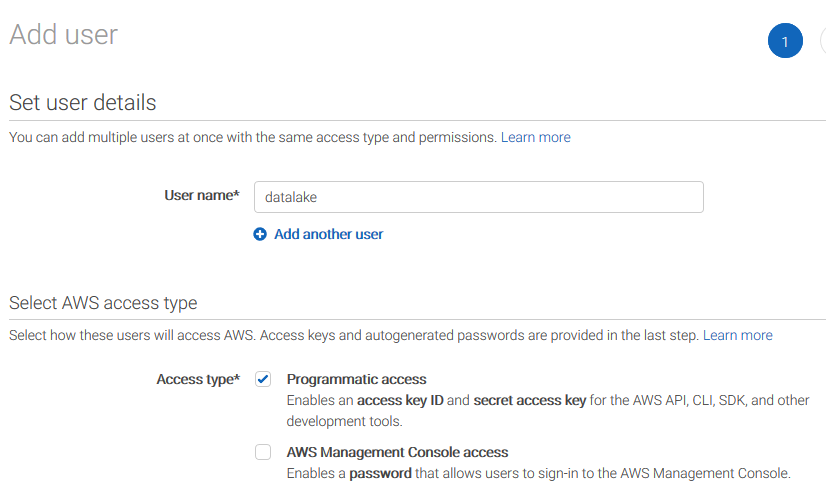 Add user
1
Set user details
You can add multiple users at once with the same access type and permissions. Learn more
User name* datalake
Add another user
Select AWS access type
Select how these users will access AWS. Access keys and autogenerated passwords are provided in the last step. Learn more
Access type* Programmatic access
Enables an access key ID and secret access key for the AWS API, CLI, SDK, and other
development tools.
AWS Management Console access
Enables a password that allows users to sign-in to the AWS Management Console.